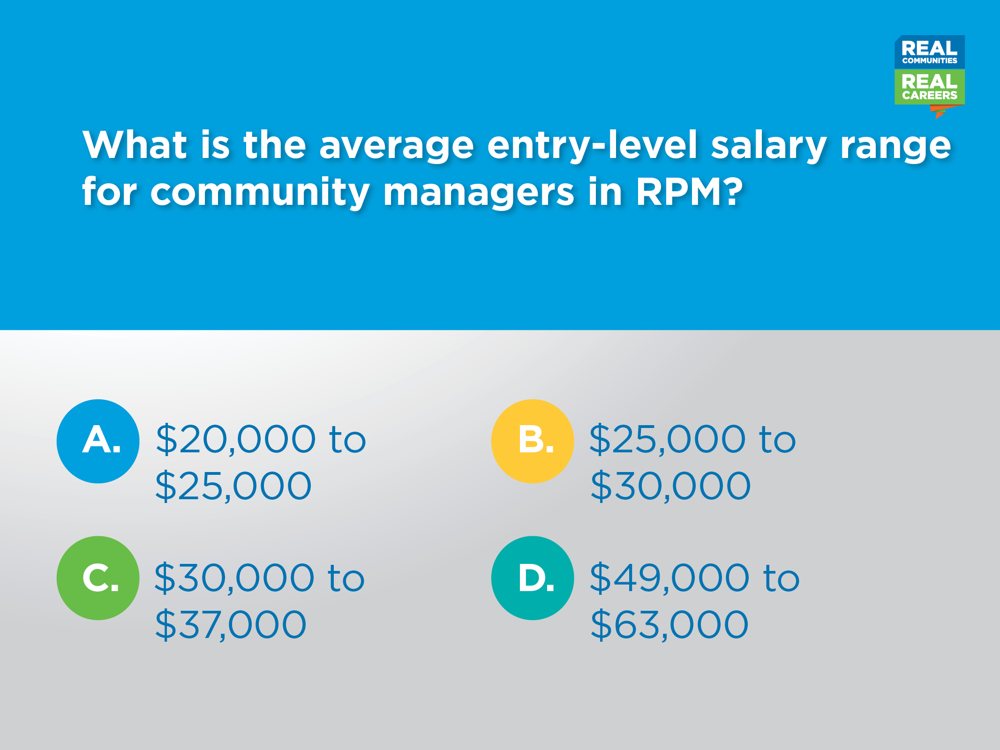 REAL
COMMUNITIES
REAL
CAREERS
What is the average entry-level salary range
for community managers in RPM?
A. $20,000 to
$25,000
B. $25,000 to
$30,000
C. $30,000 to
$37,000
D. $49,000 to
$63,000